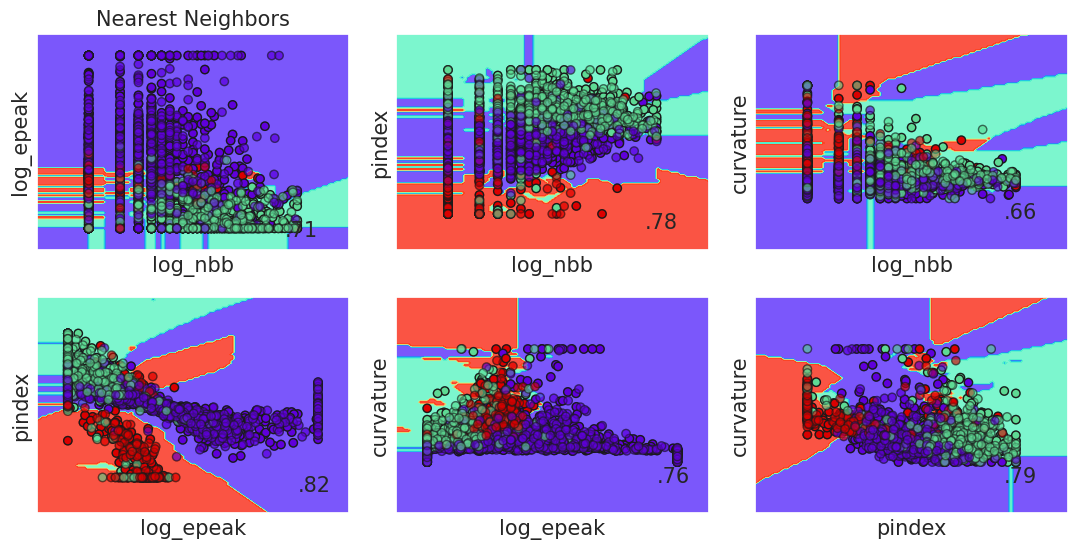 Nearest Neighbors
log_epeak
.71
log_nbb
pindex
.78
log_nbb
curvature
.66
log_nbb
pindex
.82
log_epeak
curvature
.76
log_epeak
curvature
.79
pindex